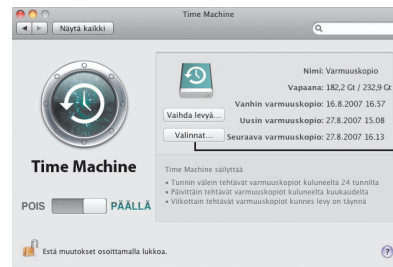 Time Machine
Näytä kaikki
Nimi: Varmuuskopio
Vapaana: 182,2 Gt / 232,9 Gt
Vanhin varmuuskopio: 16.8.2007 16.57
Vaihda levyä...
Uusin varmuuskopio: 27.8.2007 15.08
Valinnat...
Seuraava varmuuskopio: 27.8.2007 16.13
Time Machine
Time Machine säilyttää
• Tunnin välein tehtävät varmuuskopiot kuluneelta 24 tunnilta
• Päivittäin tehtävät varmuuskopiot kuluneelta kuukaudelta
• Viikottain tehtävät varmuuskopiot kunnes levy on täynnä
POIS PÄÄLLÄ
Estä muutokset osoittamalla lukkoa.
?